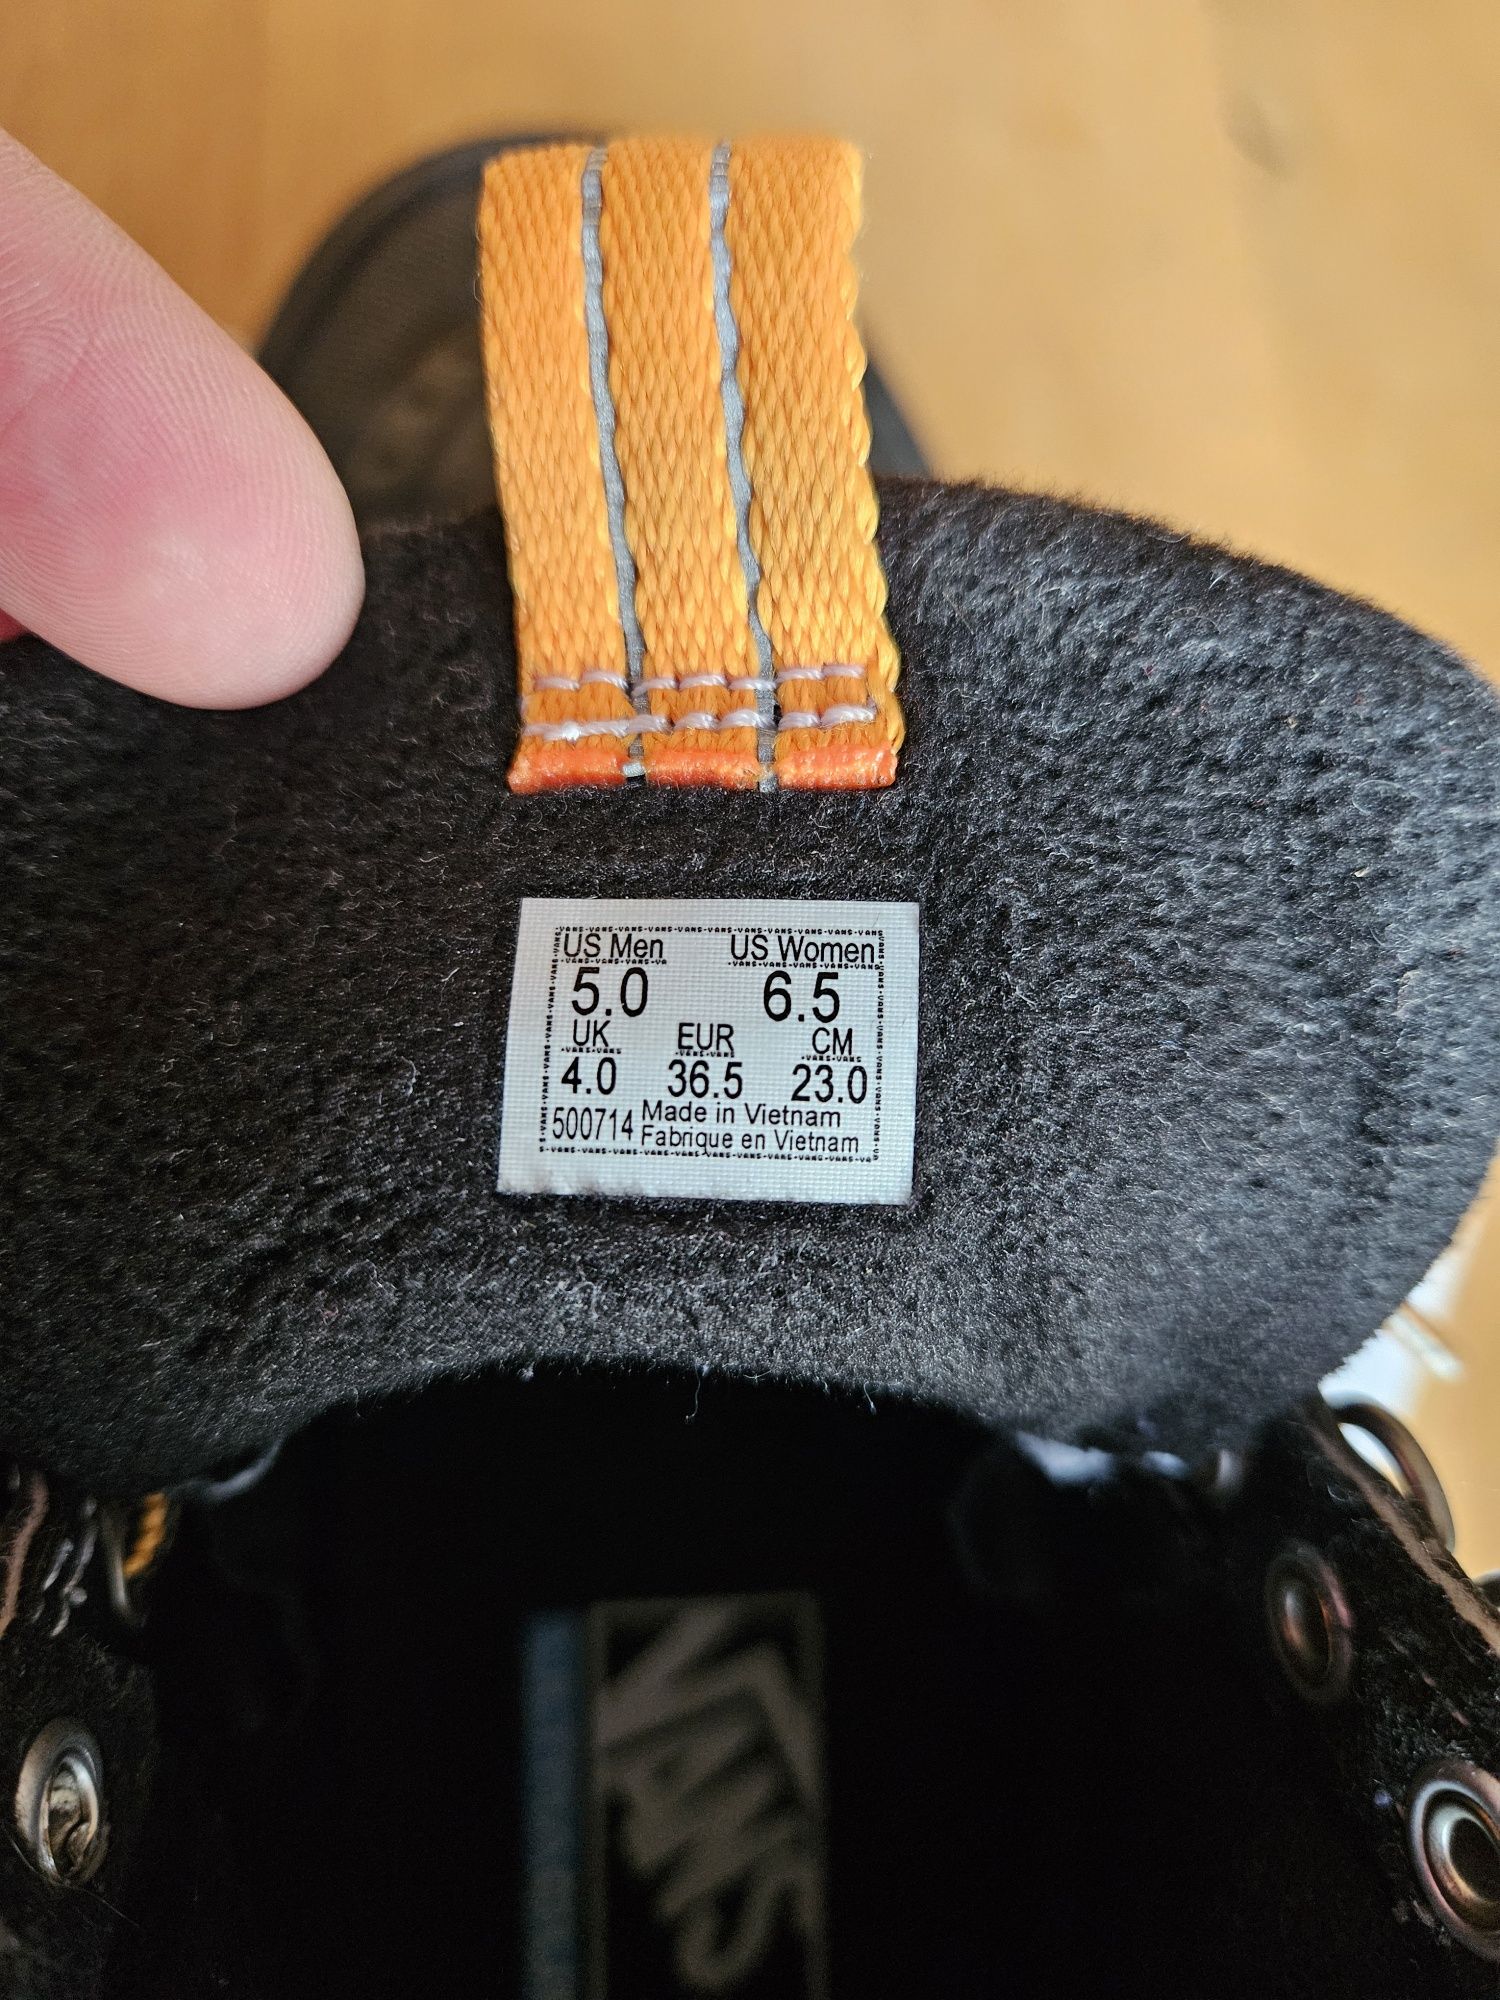 US Men US Women
5.0 6.5
UK EUR CM
4.0 36.5 23.0
500714 Made in Vietnam
Fabrique en Vietnam
VANS